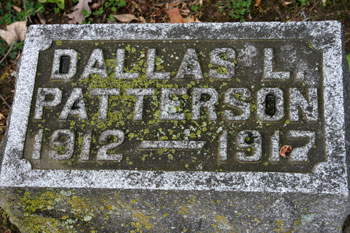 DALLAS L.
PATTERSON
1912 — 1917